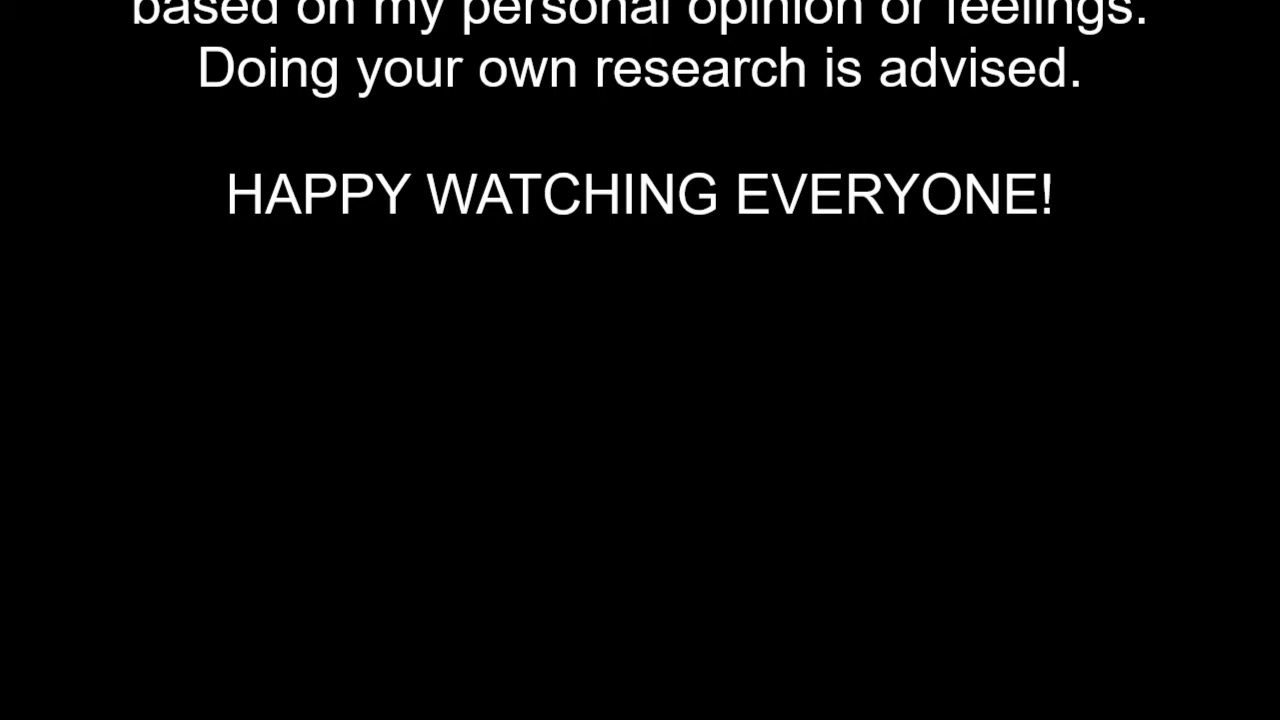 based on my personal opinion or feelings.
Doing your own research is advised.
HAPPY WATCHING EVERYONE!